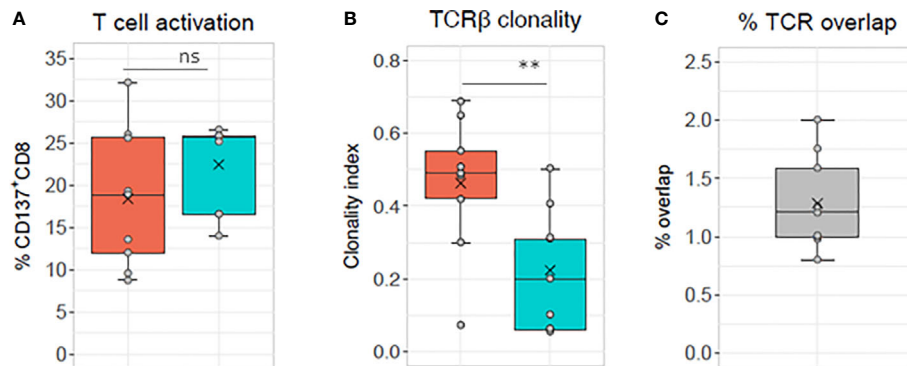 A
T cell activation
% CD137+CD8
35
30
25
20
15
10
5
0
ns
B
TCRβ clonality
Clonality index
0.8
0.6
0.4
0.2
0.0
**
C
% TCR overlap
% overlap
2.5
2.0
1.5
1.0
0.5
0.0